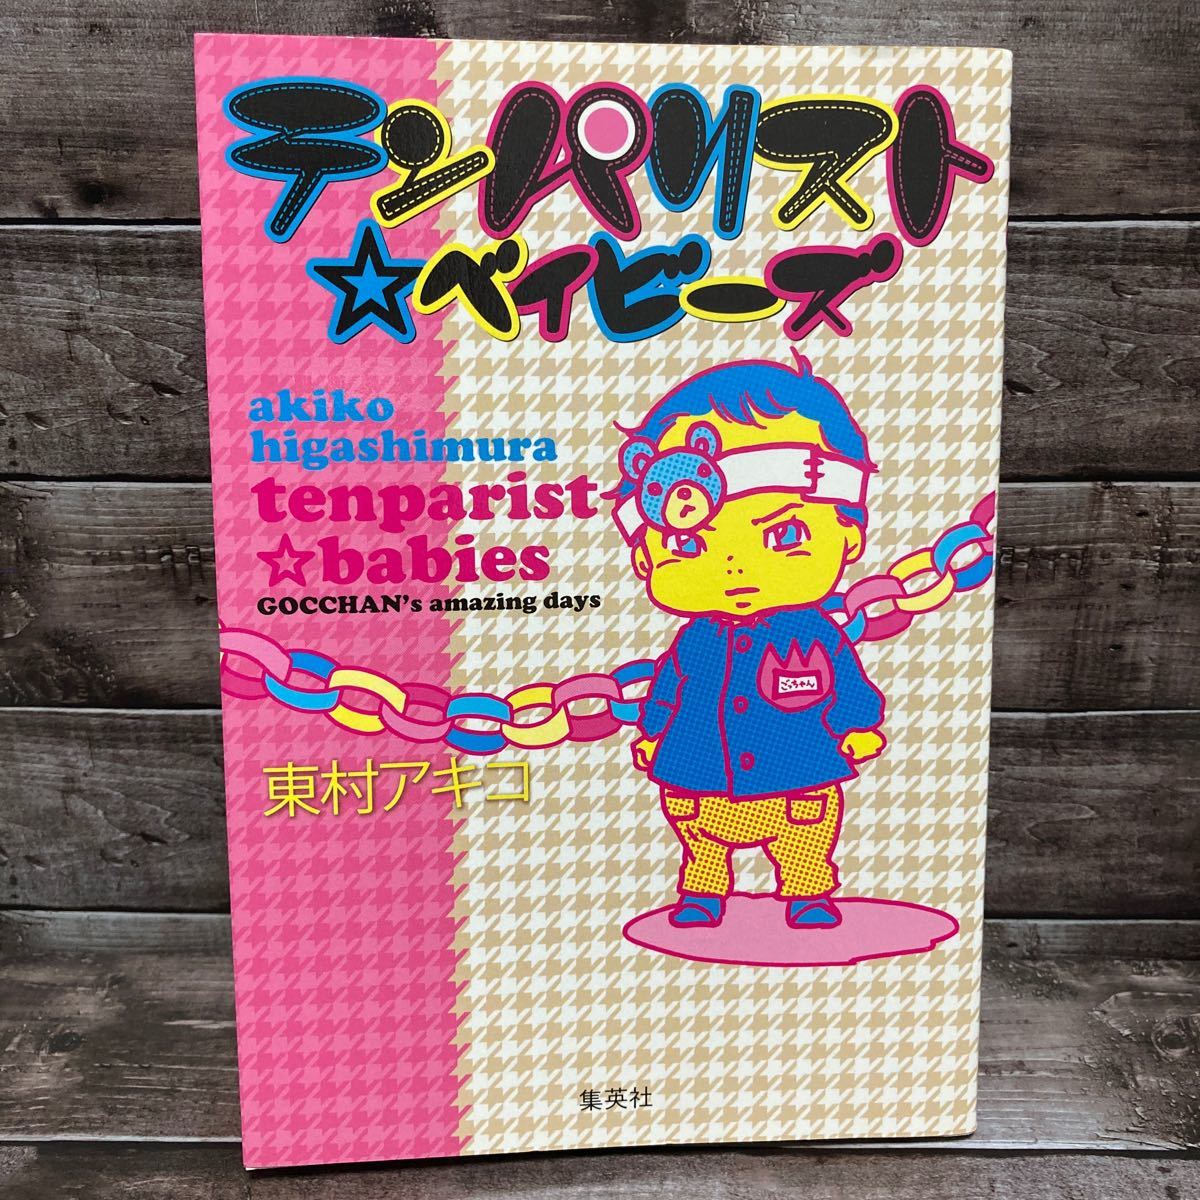 テンパリスト
☆ベイビーズ
akiko
higashimura
tenparist
☆babies
GOCCHAN's amazing days
ごっちゃん
東村アキコ
集英社